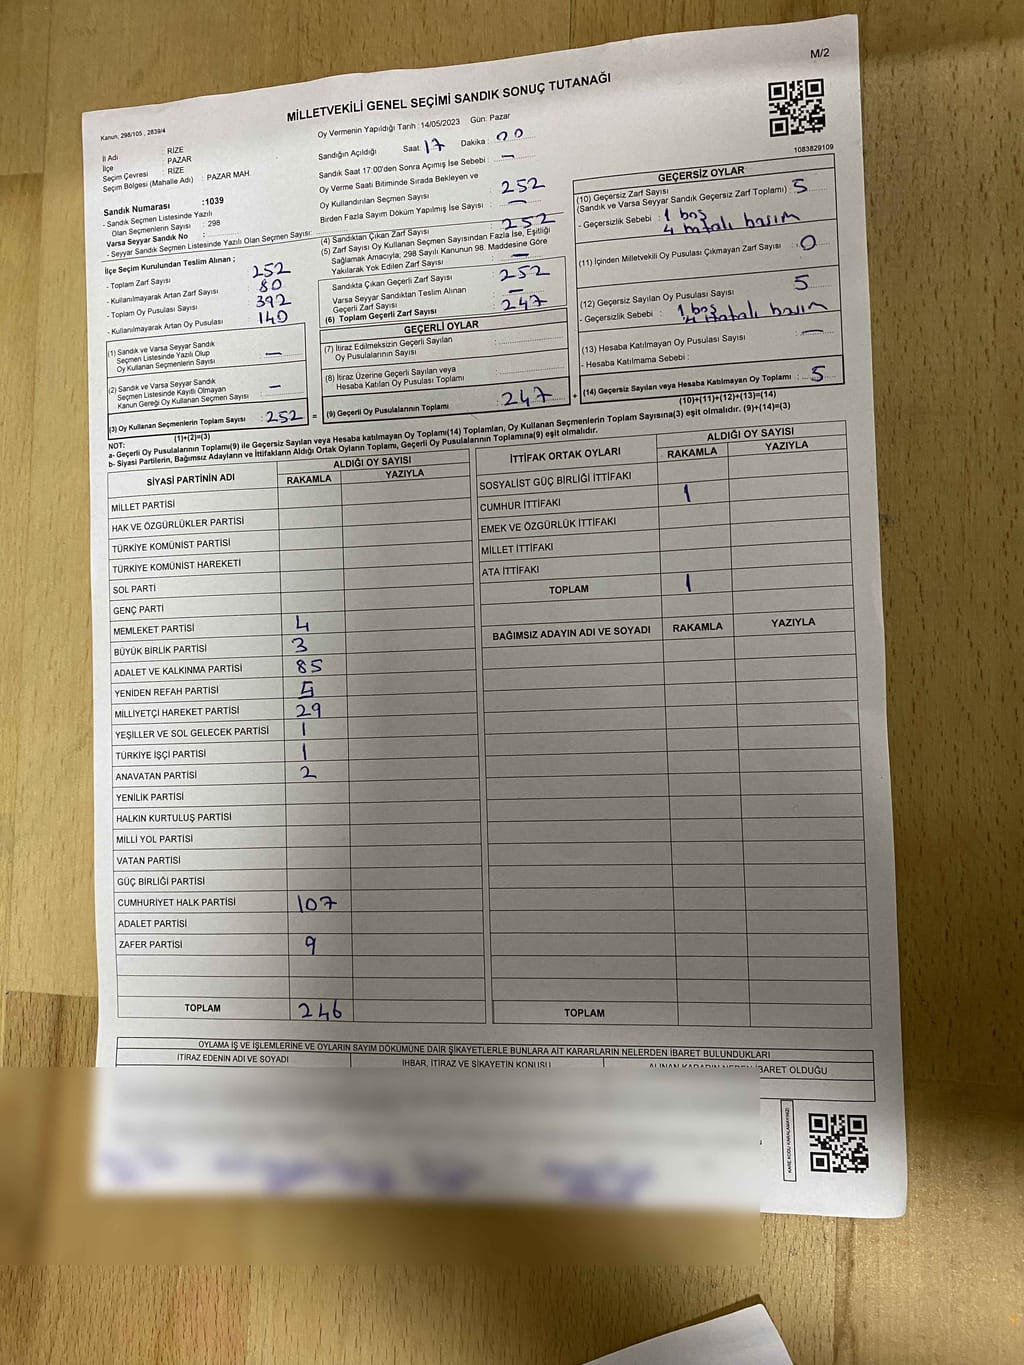 M/2
MİLLETVEKİLİ GENEL SEÇİMİ SANDIK SONUÇ TUTANAĞI
Kanun, 298/105 , 2839/4
İl Adı : RİZE
İlçe : PAZAR
Seçim Çevresi : RİZE
Seçim Bölgesi (Mahalle Adı) : PAZAR MAH.
Sandık Numarası :1039
- Sandık Seçmen Listesinde Yazılı
Olan Seçmenlerin Sayısı : 298
Varsa Seyyar Sandık No :
- Seyyar Sandık Seçmen Listesinde Yazılı Olan Seçmen Sayısı:
İlçe Seçim Kurulundan Teslim Alınan ;
- Toplam Zarf Sayısı : 252
- Kullanılmayarak Artan Zarf Sayısı : 80
- Toplam Oy Pusulası Sayısı : 392
- Kullanılmayarak Artan Oy Pusulası : 140
(1) Sandık ve Varsa Seyyar Sandık
Seçmen Listesinde Yazılı Olup
Oy Kullanan Seçmenlerin Sayısı : —
(2) Sandık ve Varsa Seyyar Sandık
Seçmen Listesinde Kayıtlı Olmayan
Kanun Gereği Oy Kullanan Seçmen Sayısı : —
(3) Oy Kullanan Seçmenlerin Toplam Sayısı : 252
(1)+(2)=(3)
Oy Vermenin Yapıldığı Tarih : 14/05/2023 Gün: Pazar
Sandığın Açıldığı Saat : 17 Dakika : 00
Sandık Saat 17:00'den Sonra Açımış İse Sebebi : —
Oy Verme Saati Bitiminde Sırada Bekleyen ve
Oy Kullandırılan Seçmen Sayısı : 252
Birden Fazla Sayım Döküm Yapılmış İse Sayısı : —
(4) Sandıktan Çıkan Zarf Sayısı : 252
(5) Zarf Sayısı Oy Kullanan Seçmen Sayısından Fazla İse, Eşitliği
Sağlamak Amacıyla, 298 Sayılı Kanunun 98. Maddesine Göre
Yakılarak Yok Edilen Zarf Sayısı : —
Sandıkta Çıkan Geçerli Zarf Sayısı : 252
Varsa Seyyar Sandıktan Teslim Alınan
Geçerli Zarf Sayısı : —
(6) Toplam Geçerli Zarf Sayısı : 247
GEÇERLİ OYLAR
(7) İtiraz Edilmeksizin Geçerli Sayılan
Oy Pusulalarının Sayısı :
(8) İtiraz Üzerine Geçerli Sayılan veya
Hesaba Katılan Oy Pusulası Toplamı :
= (9) Geçerli Oy Pusulalarının Toplamı : 247
1083829109
GEÇERSİZ OYLAR
(10) Geçersiz Zarf Sayısı
(Sandık ve Varsa Seyyar Sandık Geçersiz Zarf Toplamı) : 5
- Geçersizlik Sebebi : 1 boş
4 hatalı basım
(11) İçinden Milletvekili Oy Pusulası Çıkmayan Zarf Sayısı : 0
(12) Geçersiz Sayılan Oy Pusulası Sayısı : 5
- Geçersizlik Sebebi : 1 boş
4 hatalı basım
(13) Hesaba Katılmayan Oy Pusulası Sayısı : —
- Hesaba Katılmama Sebebi :
+ (14) Geçersiz Sayılan veya Hesaba Katılmayan Oy Toplamı : 5
(10)+(11)+(12)+(13)=(14)
NOT:
a- Geçerli Oy Pusulalarının Toplamı(9) ile Geçersiz Sayılan veya Hesaba katılmayan Oy Toplamı(14) Toplamları, Oy Kullanan Seçmenlerin Toplam Sayısına(3) eşit olmalıdır. (9)+(14)=(3)
b- Siyasi Partilerin, Bağımsız Adayların ve İttifakların Aldığı Ortak Oyların Toplamı, Geçerli Oy Pusulalarının Toplamına(9) eşit olmalıdır.
SİYASİ PARTİNİN ADI ALDIĞI OY SAYISI
RAKAMLA YAZIYLA
MİLLET PARTİSİ
HAK VE ÖZGÜRLÜKLER PARTİSİ
TÜRKİYE KOMÜNİST PARTİSİ
TÜRKİYE KOMÜNİST HAREKETİ
SOL PARTİ
GENÇ PARTİ
MEMLEKET PARTİSİ 4
BÜYÜK BİRLİK PARTİSİ 3
ADALET VE KALKINMA PARTİSİ 85
YENİDEN REFAH PARTİSİ 5
MİLLİYETÇİ HAREKET PARTİSİ 29
YEŞİLLER VE SOL GELECEK PARTİSİ 1
TÜRKİYE İŞÇİ PARTİSİ 1
ANAVATAN PARTİSİ 2
YENİLİK PARTİSİ
HALKIN KURTULUŞ PARTİSİ
MİLLİ YOL PARTİSİ
VATAN PARTİSİ
GÜÇ BİRLİĞİ PARTİSİ
CUMHURİYET HALK PARTİSİ 107
ADALET PARTİSİ
ZAFER PARTİSİ 9
TOPLAM 246
İTTİFAK ORTAK OYLARI ALDIĞI OY SAYISI
RAKAMLA YAZIYLA
SOSYALİST GÜÇ BİRLİĞİ İTTİFAKI
CUMHUR İTTİFAKI 1
EMEK VE ÖZGÜRLÜK İTTİFAKI
MİLLET İTTİFAKI
ATA İTTİFAKI
TOPLAM 1
BAĞIMSIZ ADAYIN ADI VE SOYADI RAKAMLA YAZIYLA
TOPLAM
OYLAMA İŞ VE İŞLEMLERİNE VE OYLARIN SAYIM DÖKÜMÜNE DAİR ŞİKAYETLERLE BUNLARA AİT KARARLARIN NELERDEN İBARET BULUNDUKLARI
İTİRAZ EDENİN ADI VE SOYADI İHBAR, İTİRAZ VE ŞİKAYETİN KONUSU ALINAN KARARIN NEDEN İBARET OLDUĞU
KARE KODU KARALAMAYINIZ!